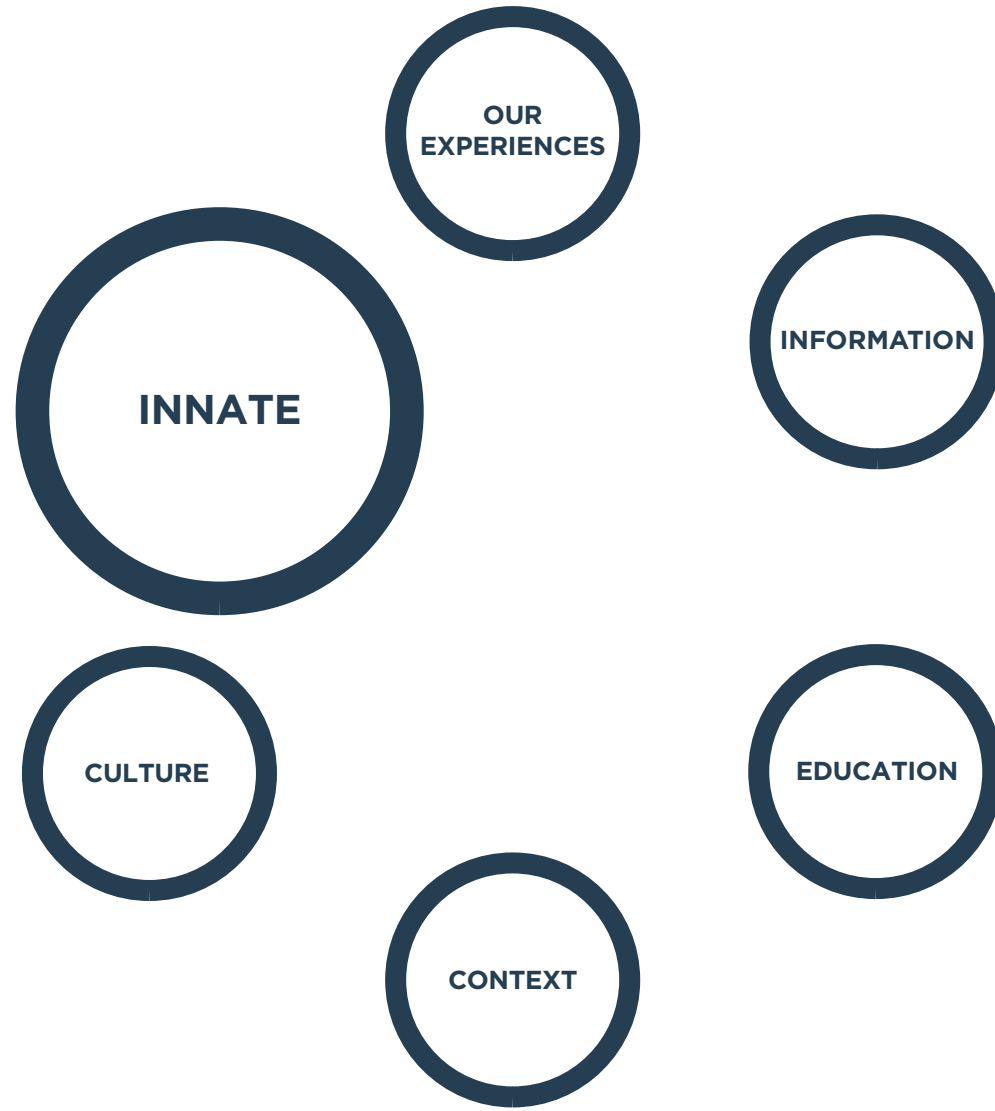 OUR
EXPERIENCES
INFORMATION
INNATE
CULTURE
EDUCATION
CONTEXT